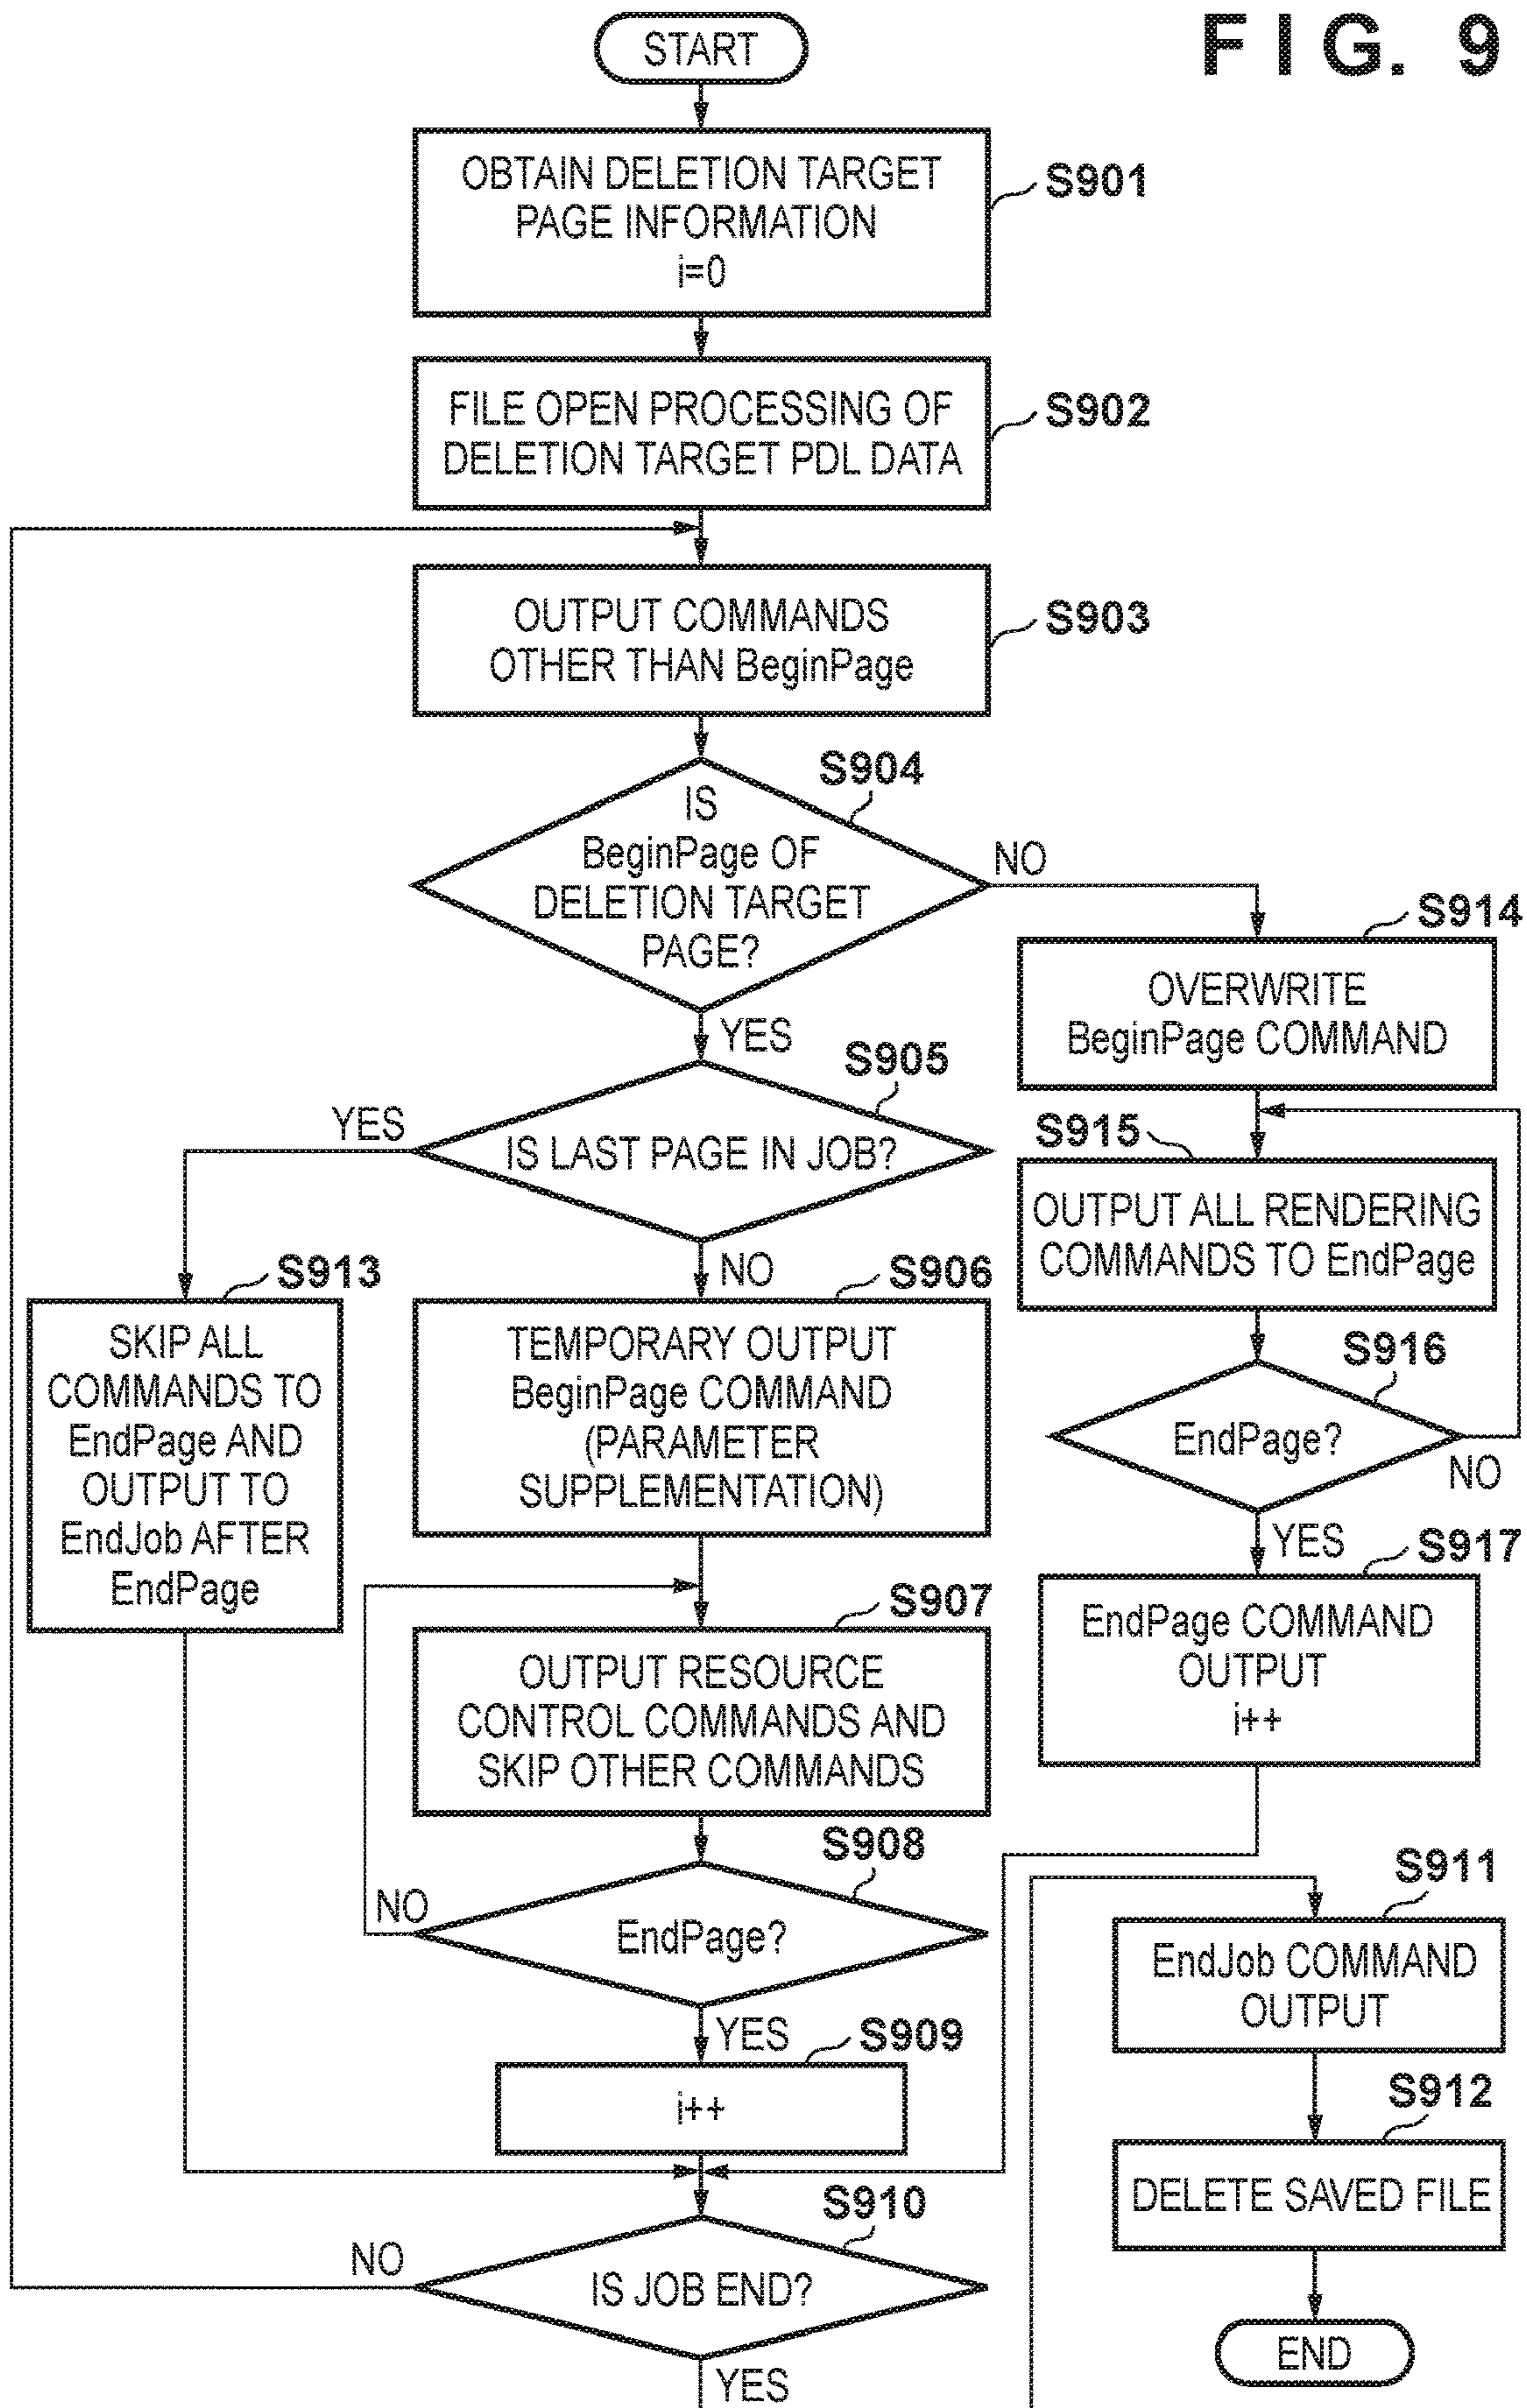 FIG. 9
START
OBTAIN DELETION TARGET
PAGE INFORMATION
i=0
S901
FILE OPEN PROCESSING OF
DELETION TARGET PDL DATA
S902
OUTPUT COMMANDS
OTHER THAN BeginPage
S903
S904
IS
BeginPage OF
DELETION TARGET
PAGE?
NO
YES
S914
OVERWRITE
BeginPage COMMAND
S905
IS LAST PAGE IN JOB?
YES
NO
S915
OUTPUT ALL RENDERING
COMMANDS TO EndPage
S913
SKIP ALL
COMMANDS TO
EndPage AND
OUTPUT TO
EndJob AFTER
EndPage
S906
TEMPORARY OUTPUT
BeginPage COMMAND
(PARAMETER
SUPPLEMENTATION)
S916
EndPage?
NO
YES
S917
EndPage COMMAND
OUTPUT
i++
S907
OUTPUT RESOURCE
CONTROL COMMANDS AND
SKIP OTHER COMMANDS
S908
NO
EndPage?
YES
S909
i++
S911
EndJob COMMAND
OUTPUT
S912
DELETE SAVED FILE
S910
NO
IS JOB END?
YES
END